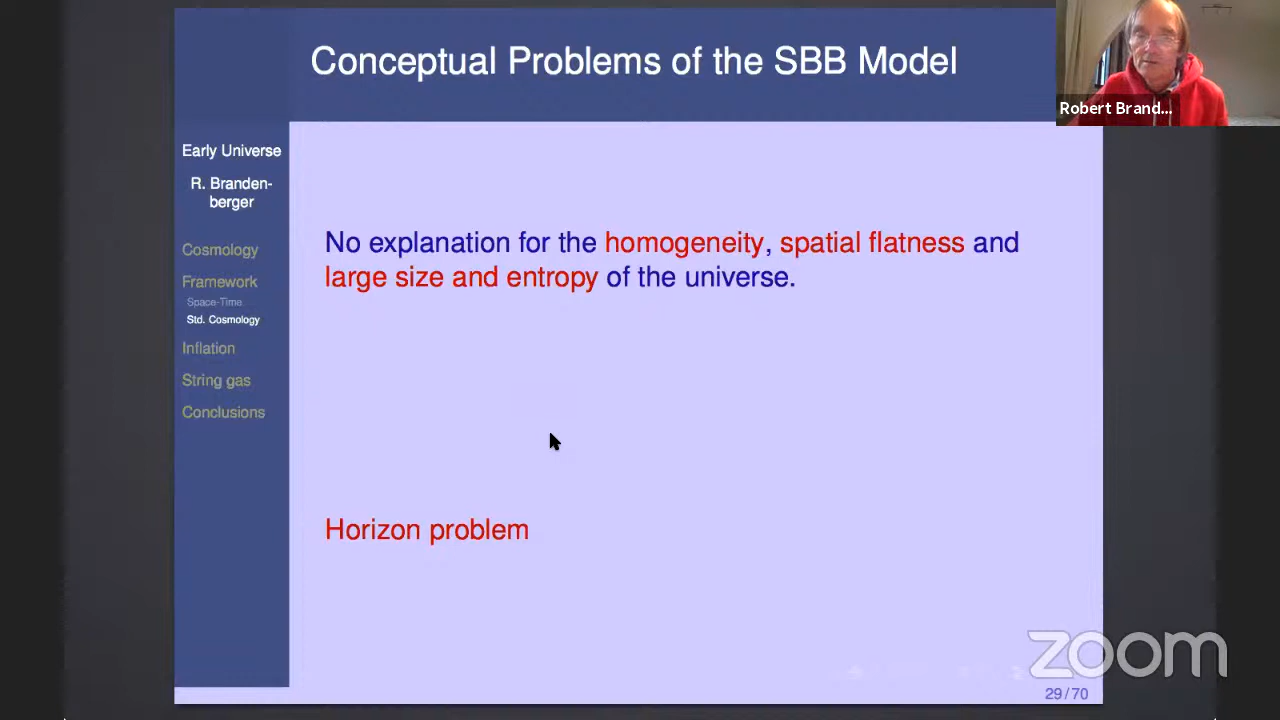 Conceptual Problems of the SBB Model
Robert Brand...
Early Universe
R. Branden-
berger
Cosmology
Framework
Space-Time
Std. Cosmology
Inflation
String gas
Conclusions
No explanation for the homogeneity, spatial flatness and
large size and entropy of the universe.
Horizon problem
zoom
29/70